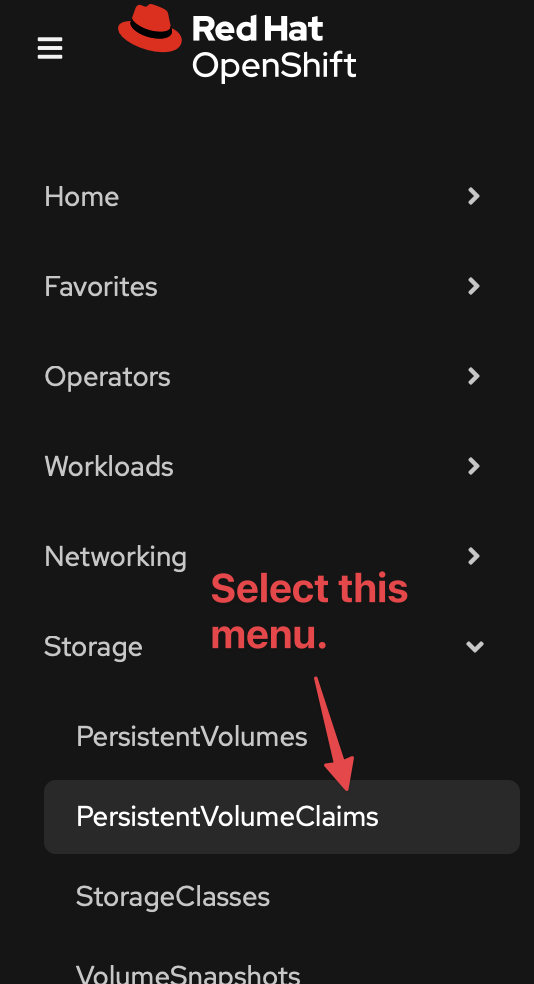 Red Hat
OpenShift
Home
Favorites
Operators
Workloads
Networking
Select this
menu.
Storage
PersistentVolumes
PersistentVolumeClaims
StorageClasses
VolumeSnapshots